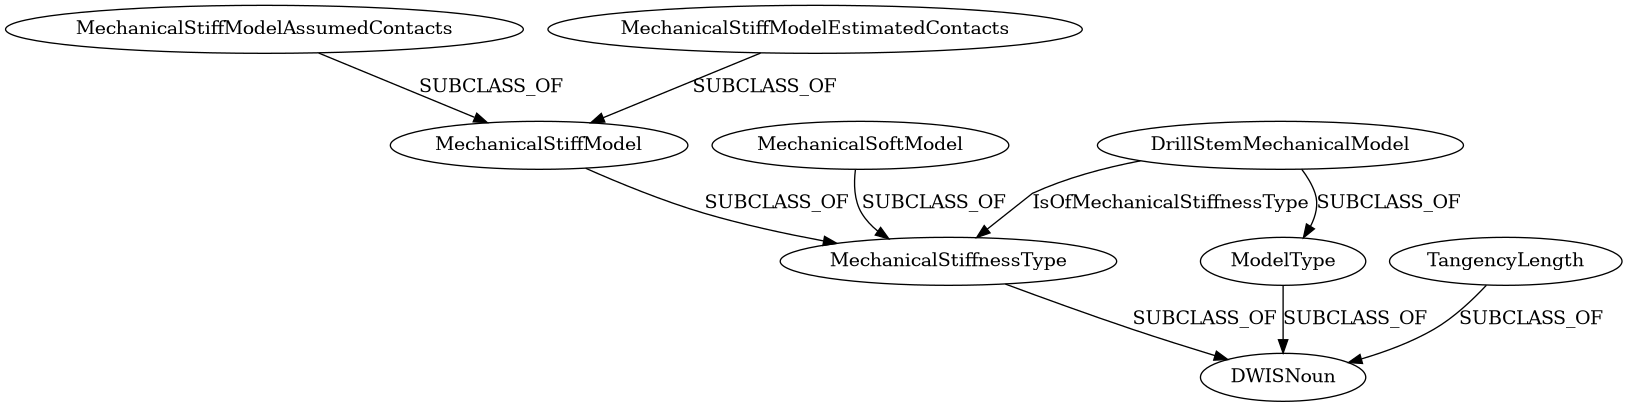 MechanicalStiffModelAssumedContacts
MechanicalStiffModelEstimatedContacts
SUBCLASS_OF
SUBCLASS_OF
MechanicalStiffModel
MechanicalSoftModel
DrillStemMechanicalModel
SUBCLASS_OF
SUBCLASS_OF
IsOfMechanicalStiffnessType
SUBCLASS_OF
MechanicalStiffnessType
ModelType
TangencyLength
SUBCLASS_OF
SUBCLASS_OF
SUBCLASS_OF
DWISNoun